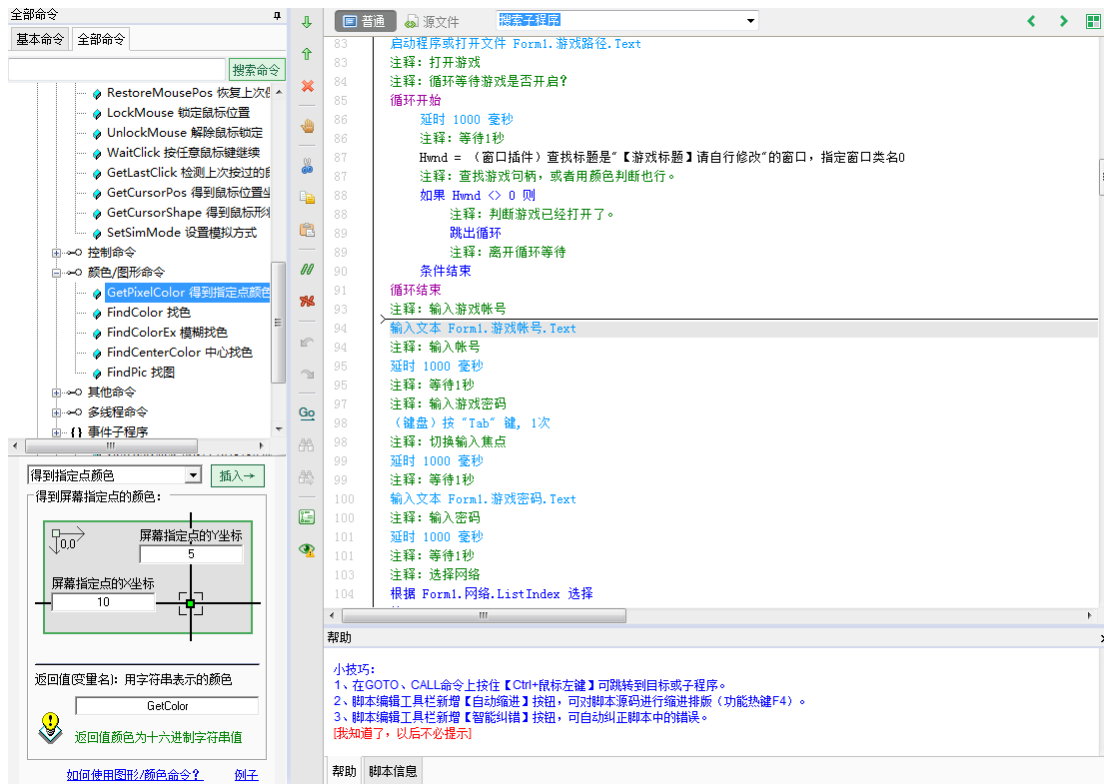 全部命令
基本命令 全部命令
搜索命令
RestoreMousePos 恢复上次
LockMouse 锁定鼠标位置
UnlockMouse 解除鼠标锁定
WaitClick 按任意鼠标键继续
GetLastClick 检测上次按过的
GetCursorPos 得到鼠标位置
GetCursorShape 得到鼠标形
SetSimMode 设置模拟方式
控制命令
颜色/图形命令
GetPixelColor 得到指定点颜色
FindColor 找色
FindColorEx 模糊找色
FindCenterColor 中心找色
FindPic 找图
其他命令
多线程命令
事件子程序
得到指定点颜色 插入→
得到屏幕指定点的颜色:
0,0
屏幕指定点的Y坐标
5
屏幕指定点的X坐标
10
返回值(变量名): 用字符串表示的颜色
GetColor
返回值颜色为十六进制字符串值
如何使用图形/颜色命令? 例子
Go
普通 源文件 搜索子程序
83 启动程序或打开文件 Form1.游戏路径.Text
83 注释: 打开游戏
84 注释: 循环等待游戏是否开启?
85 循环开始
86 延时 1000 毫秒
86 注释: 等待1秒
87 Hwnd = （窗口插件）查找标题是"【游戏标题】请自行修改"的窗口, 指定窗口类名0
87 注释: 查找游戏句柄, 或者用颜色判断也行。
88 如果 Hwnd <> 0 则
88 注释: 判断游戏已经打开了。
89 跳出循环
89 注释: 离开循环等待
90 条件结束
91 循环结束
93 注释: 输入游戏帐号
94 输入文本 Form1.游戏帐号.Text
94 注释: 输入帐号
95 延时 1000 毫秒
95 注释: 等待1秒
97 注释: 输入游戏密码
98 （键盘）按 "Tab" 键, 1次
98 注释: 切换输入焦点
99 延时 1000 毫秒
99 注释: 等待1秒
100 输入文本 Form1.游戏密码.Text
100 注释: 输入密码
101 延时 1000 毫秒
101 注释: 等待1秒
103 注释: 选择网络
104 根据 Form1.网络.ListIndex 选择
帮助
小技巧:
1、在GOTO、CALL命令上按住【Ctrl+鼠标左键】可跳转到目标或子程序。
2、脚本编辑工具栏新增【自动缩进】按钮，可对脚本源码进行缩进排版（功能热键F4）。
3、脚本编辑工具栏新增【智能纠错】按钮，可自动纠正脚本中的错误。
[我知道了，以后不必提示]
帮助 脚本信息